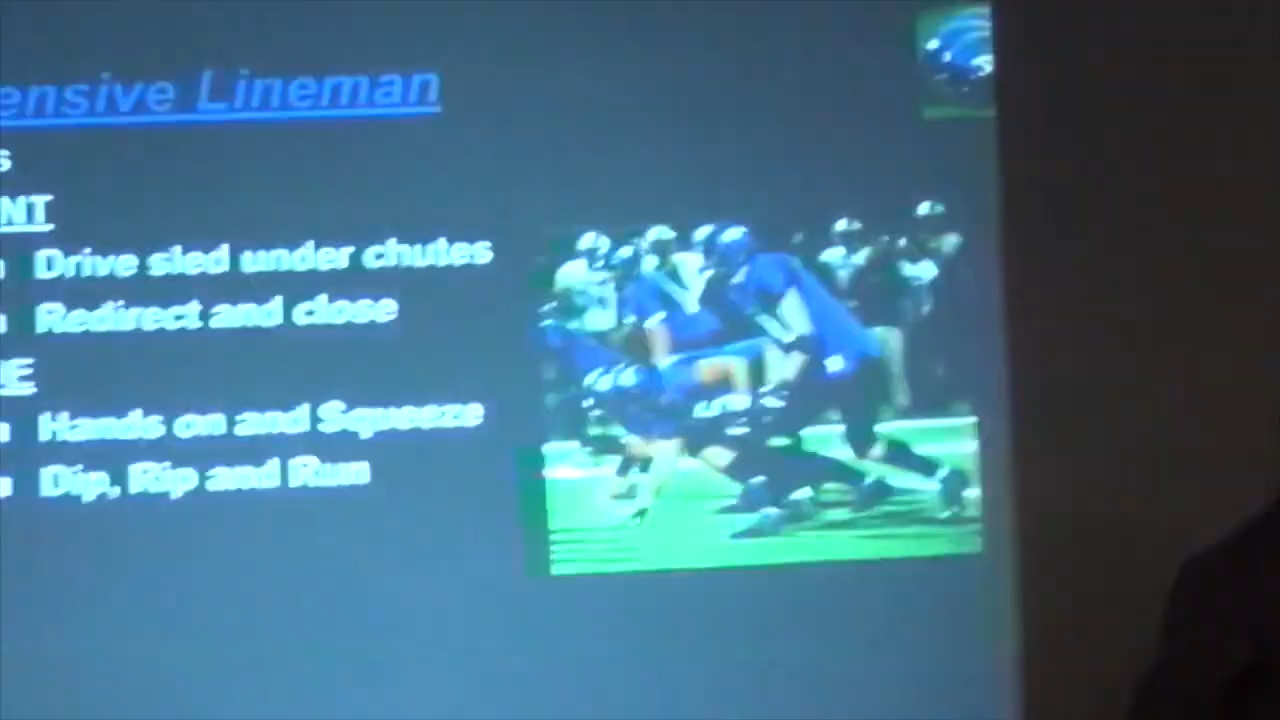 ensive Lineman
s
NT
Drive sled under chutes
Redirect and close
E
Hands on and Squeeze
Dip, Rip and Run